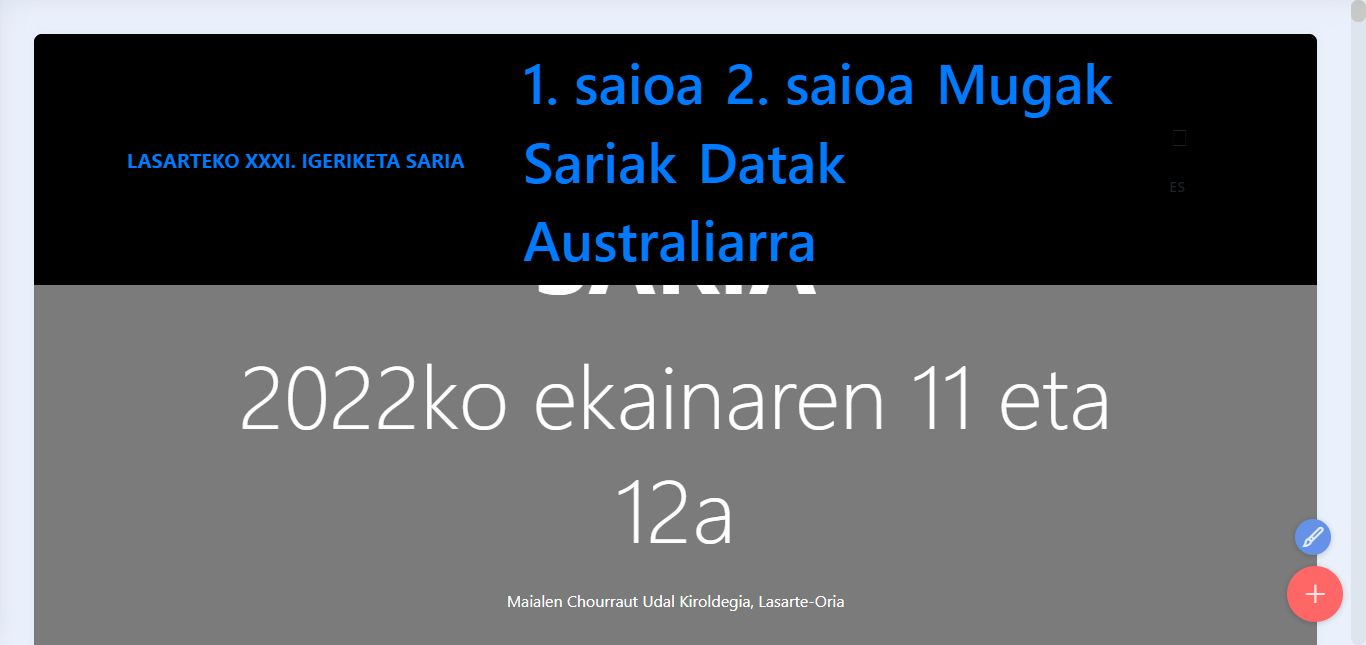 LASARTEKO XXXI. IGERIKETA SARIA
1. saioa 2. saioa Mugak
Sariak Datak
Australiarra
ES
SARIA
2022ko ekainaren 11 eta
12a
Maialen Chourraut Udal Kiroldegia, Lasarte-Oria